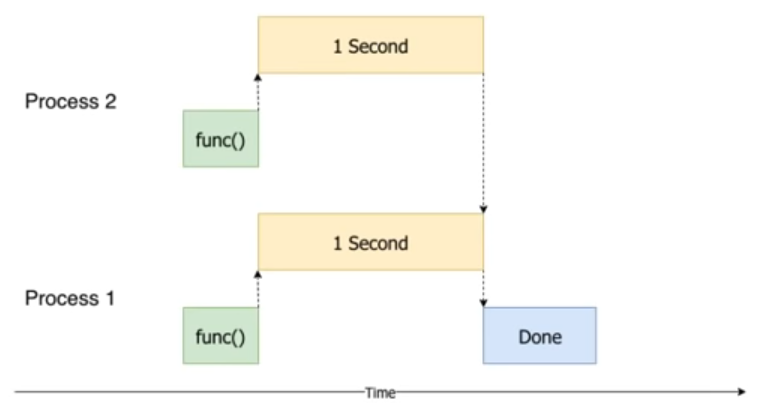 1 Second
Process 2
func()
1 Second
Process 1
func()
Done
Time